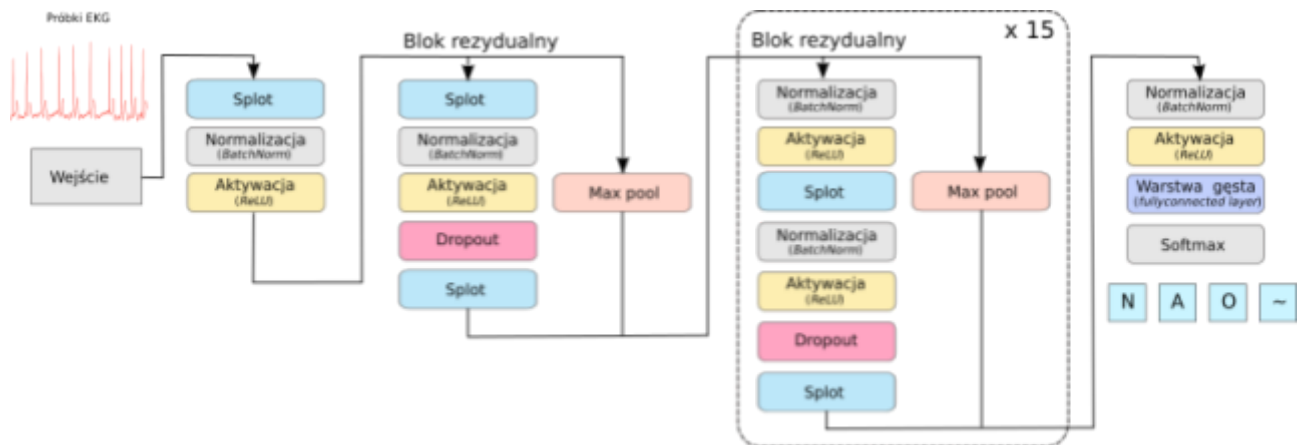 Próbki EKG
Wejście
Splot
Normalizacja
(BatchNorm)
Aktywacja
(ReLU)
Blok rezydualny
Splot
Normalizacja
(BatchNorm)
Aktywacja
(ReLU)
Dropout
Splot
Max pool
x 15
Blok rezydualny
Normalizacja
(BatchNorm)
Aktywacja
(ReLU)
Splot
Normalizacja
(BatchNorm)
Aktywacja
(ReLU)
Dropout
Splot
Max pool
Normalizacja
(BatchNorm)
Aktywacja
(ReLU)
Warstwa gęsta
(fullyconnected layer)
Softmax
N A O ~